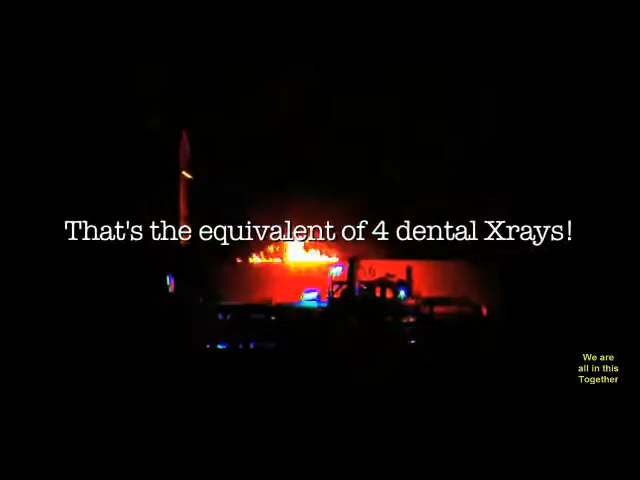 That's the equivalent of 4 dental Xrays!
We are
all in this
Together